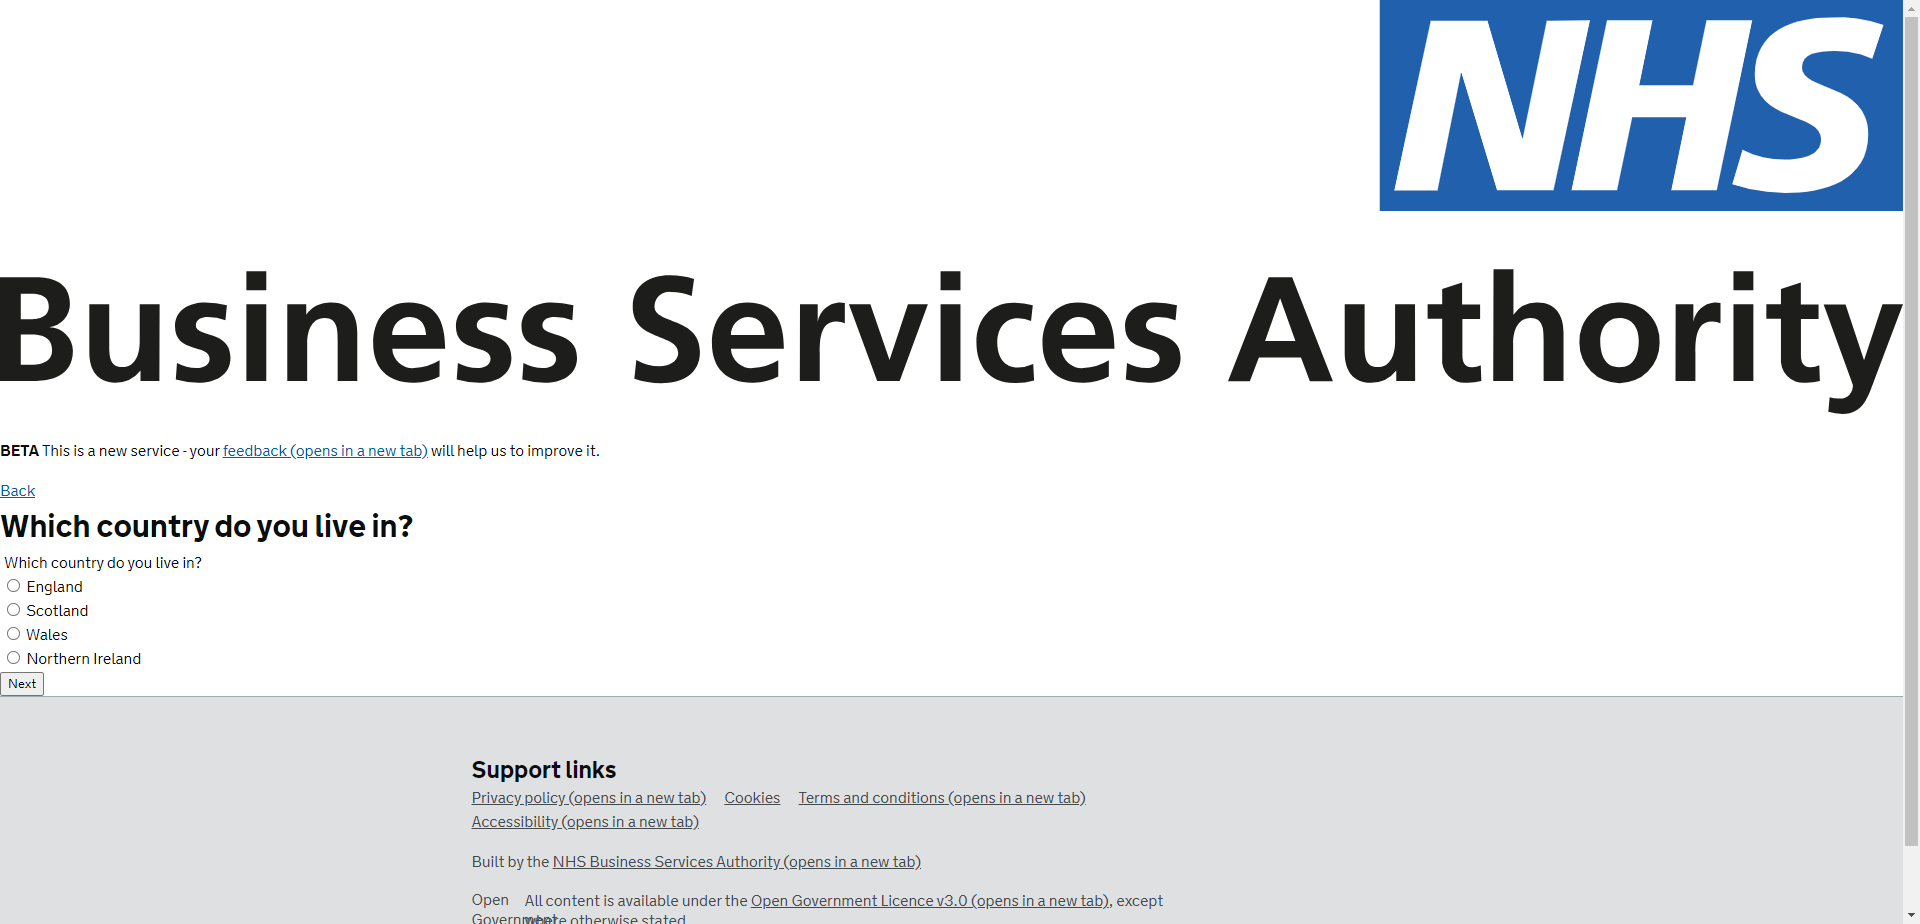 NHS
Business Services Authority
BETA This is a new service - your feedback (opens in a new tab) will help us to improve it.
Back
Which country do you live in?
Which country do you live in?
England
Scotland
Wales
Northern Ireland
Next
Support links
Privacy policy (opens in a new tab) Cookies Terms and conditions (opens in a new tab)
Accessibility (opens in a new tab)
Built by the NHS Business Services Authority (opens in a new tab)
Open
Government
All content is available under the Open Government Licence v3.0 (opens in a new tab), except
where otherwise stated